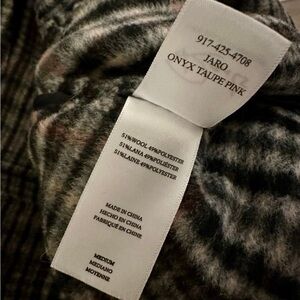 917-425-4708
JARO
ONYX TAUPE PINK
51%WOOL 49%POLYESTER
51%LANA 49%POLIÉSTER
51%LAINE 49%POLYESTER
MADE IN CHINA
HECHO EN CHINA
FABRIQUÉ EN CHINE
MEDIUM
MEDIANO
MOYENNE